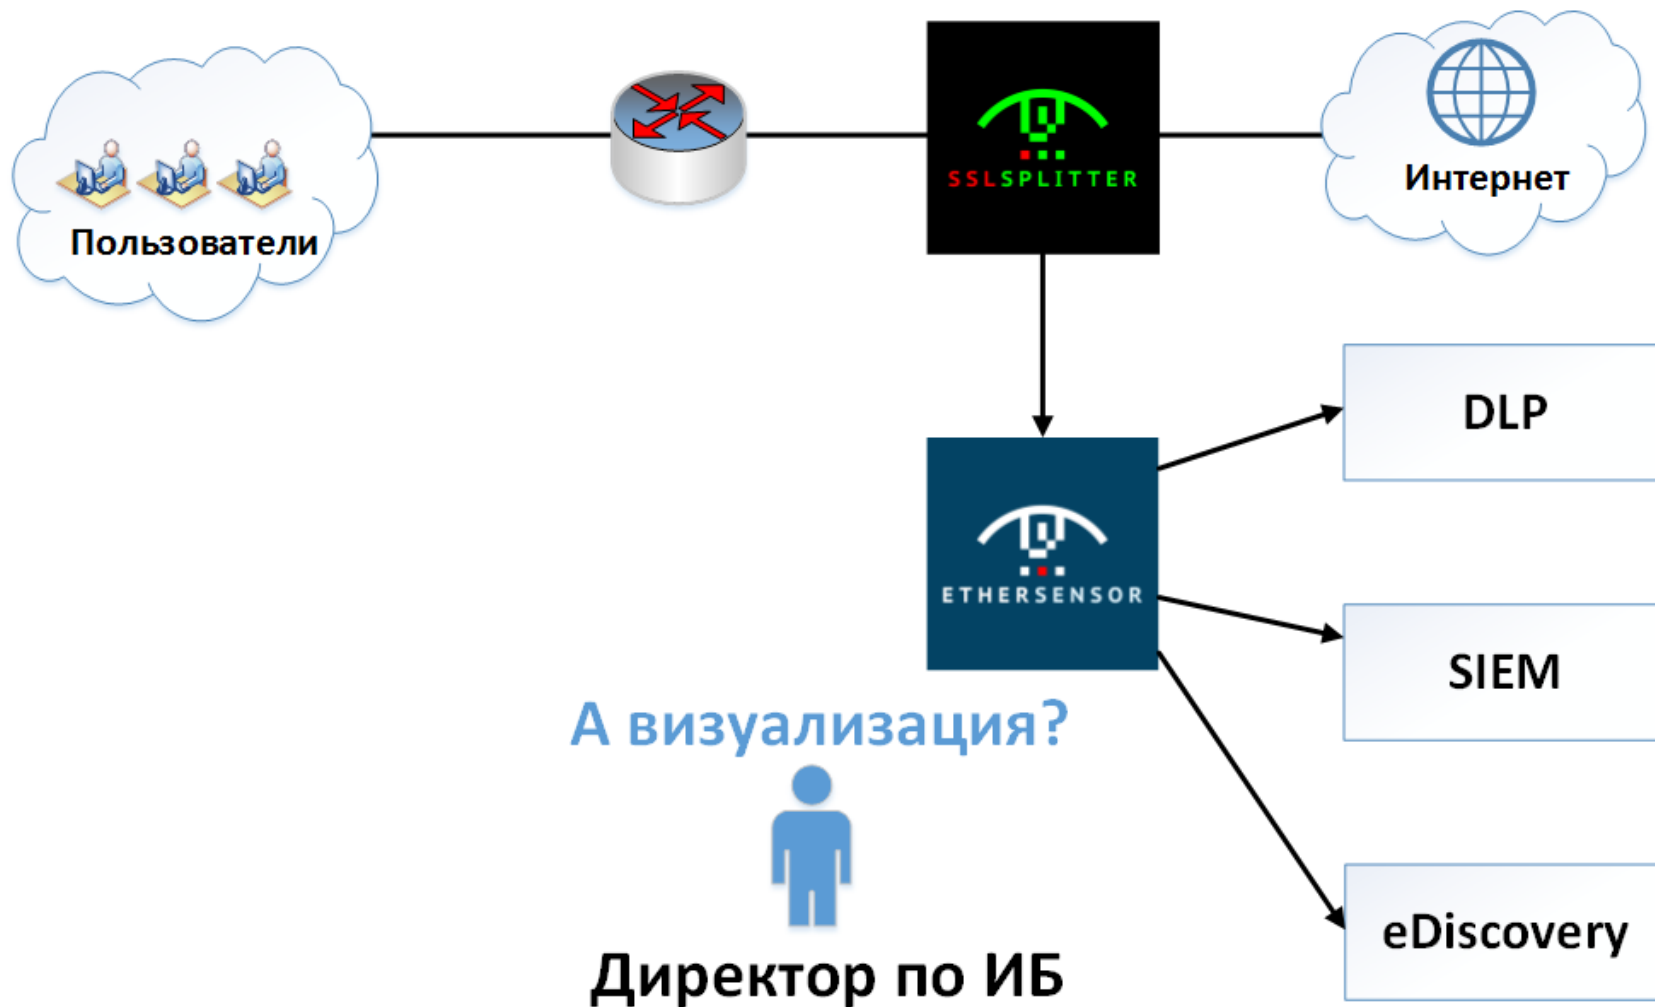 SSLSPLITTER
Интернет
Пользователи
DLP
ETHERSENSOR
SIEM
А визуализация?
eDiscovery
Директор по ИБ